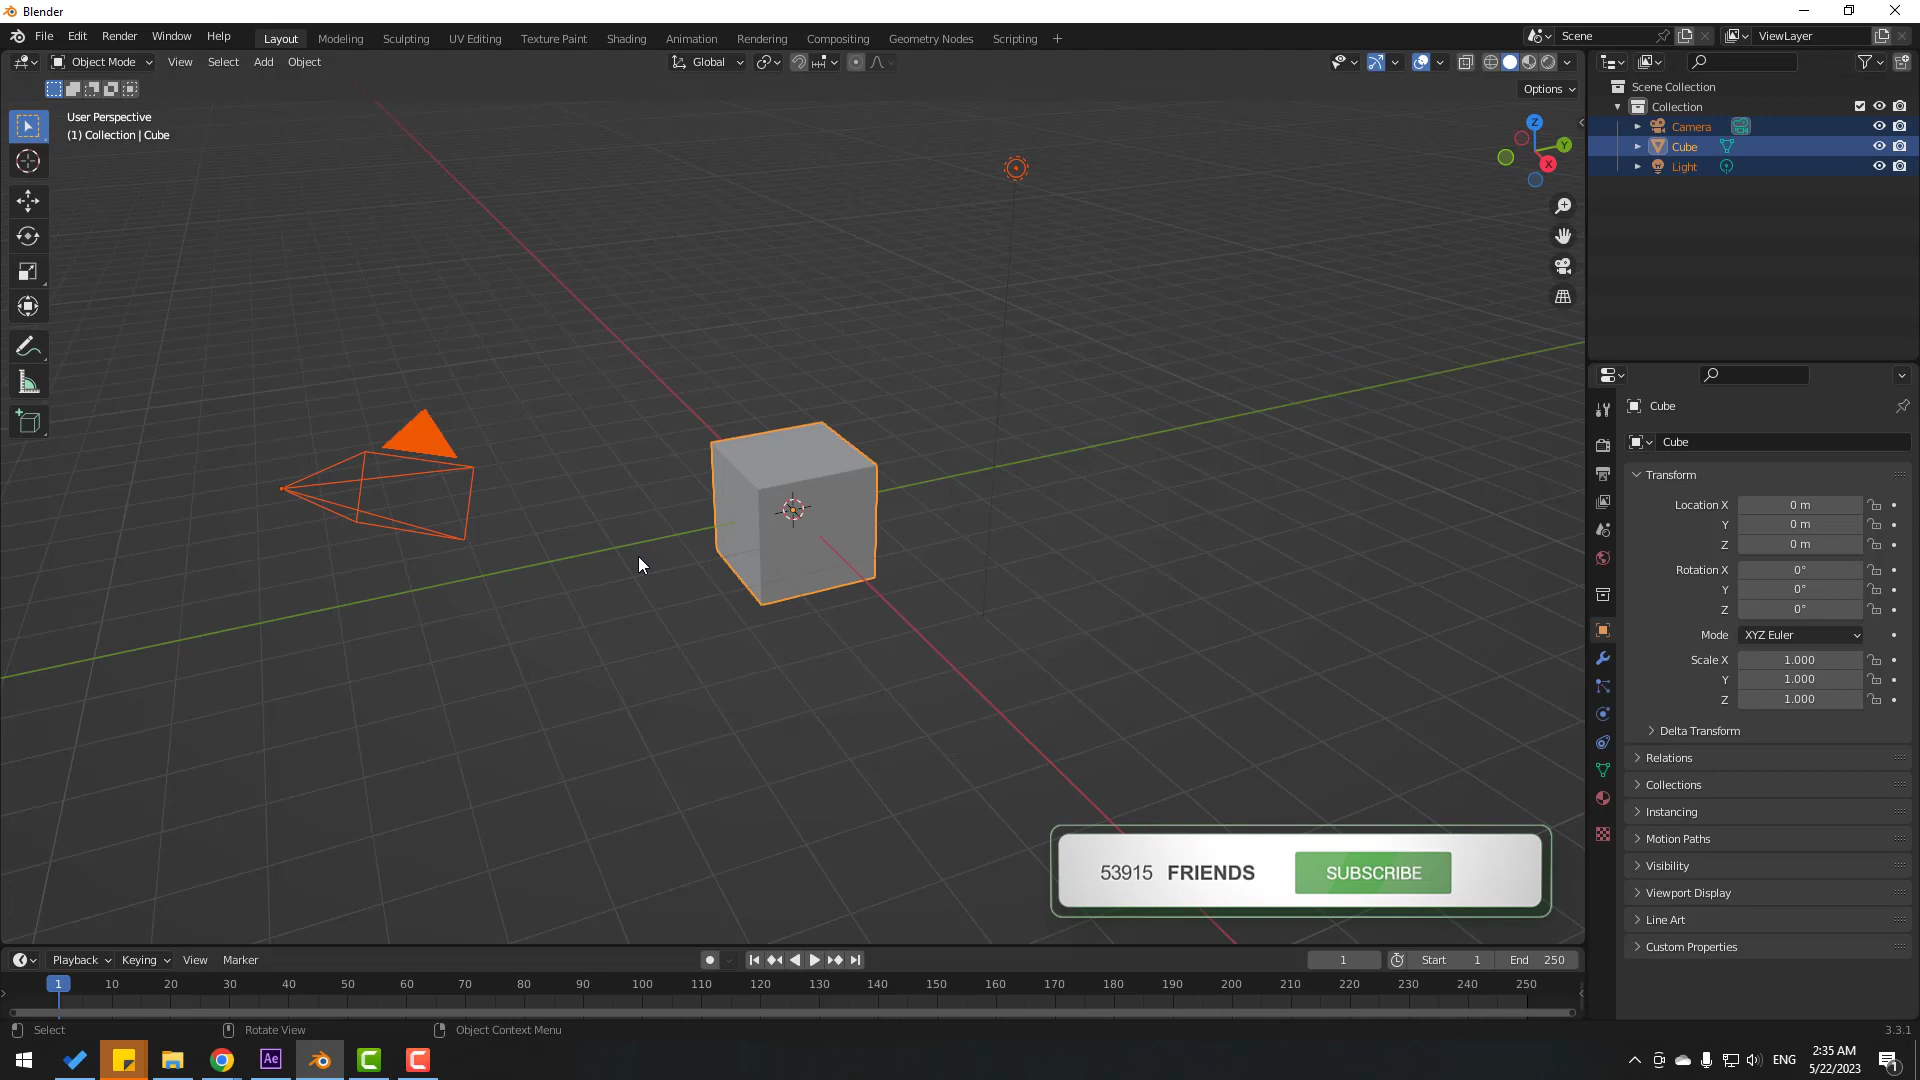 Blender
File Edit Render Window Help
Layout Modeling Sculpting UV Editing Texture Paint Shading Animation Rendering Compositing Geometry Nodes Scripting +
Scene
ViewLayer
Object Mode View Select Add Object
Global
Options
User Perspective
(1) Collection | Cube
Z
Y
X
Scene Collection
Collection
Camera
Cube
Light
Cube
Cube
Transform
Location X 0 m
Y 0 m
Z 0 m
Rotation X 0°
Y 0°
Z 0°
Mode XYZ Euler
Scale X 1.000
Y 1.000
Z 1.000
Delta Transform
Relations
Collections
Instancing
Motion Paths
Visibility
Viewport Display
Line Art
Custom Properties
53915 FRIENDS SUBSCRIBE
Playback Keying View Marker
1 Start 1 End 250
1 10 20 30 40 50 60 70 80 90 100 110 120 130 140 150 160 170 180 190 200 210 220 230 240 250
Select Rotate View Object Context Menu
3.3.1
Ae
C
C
ENG
2:35 AM
5/22/2023
1